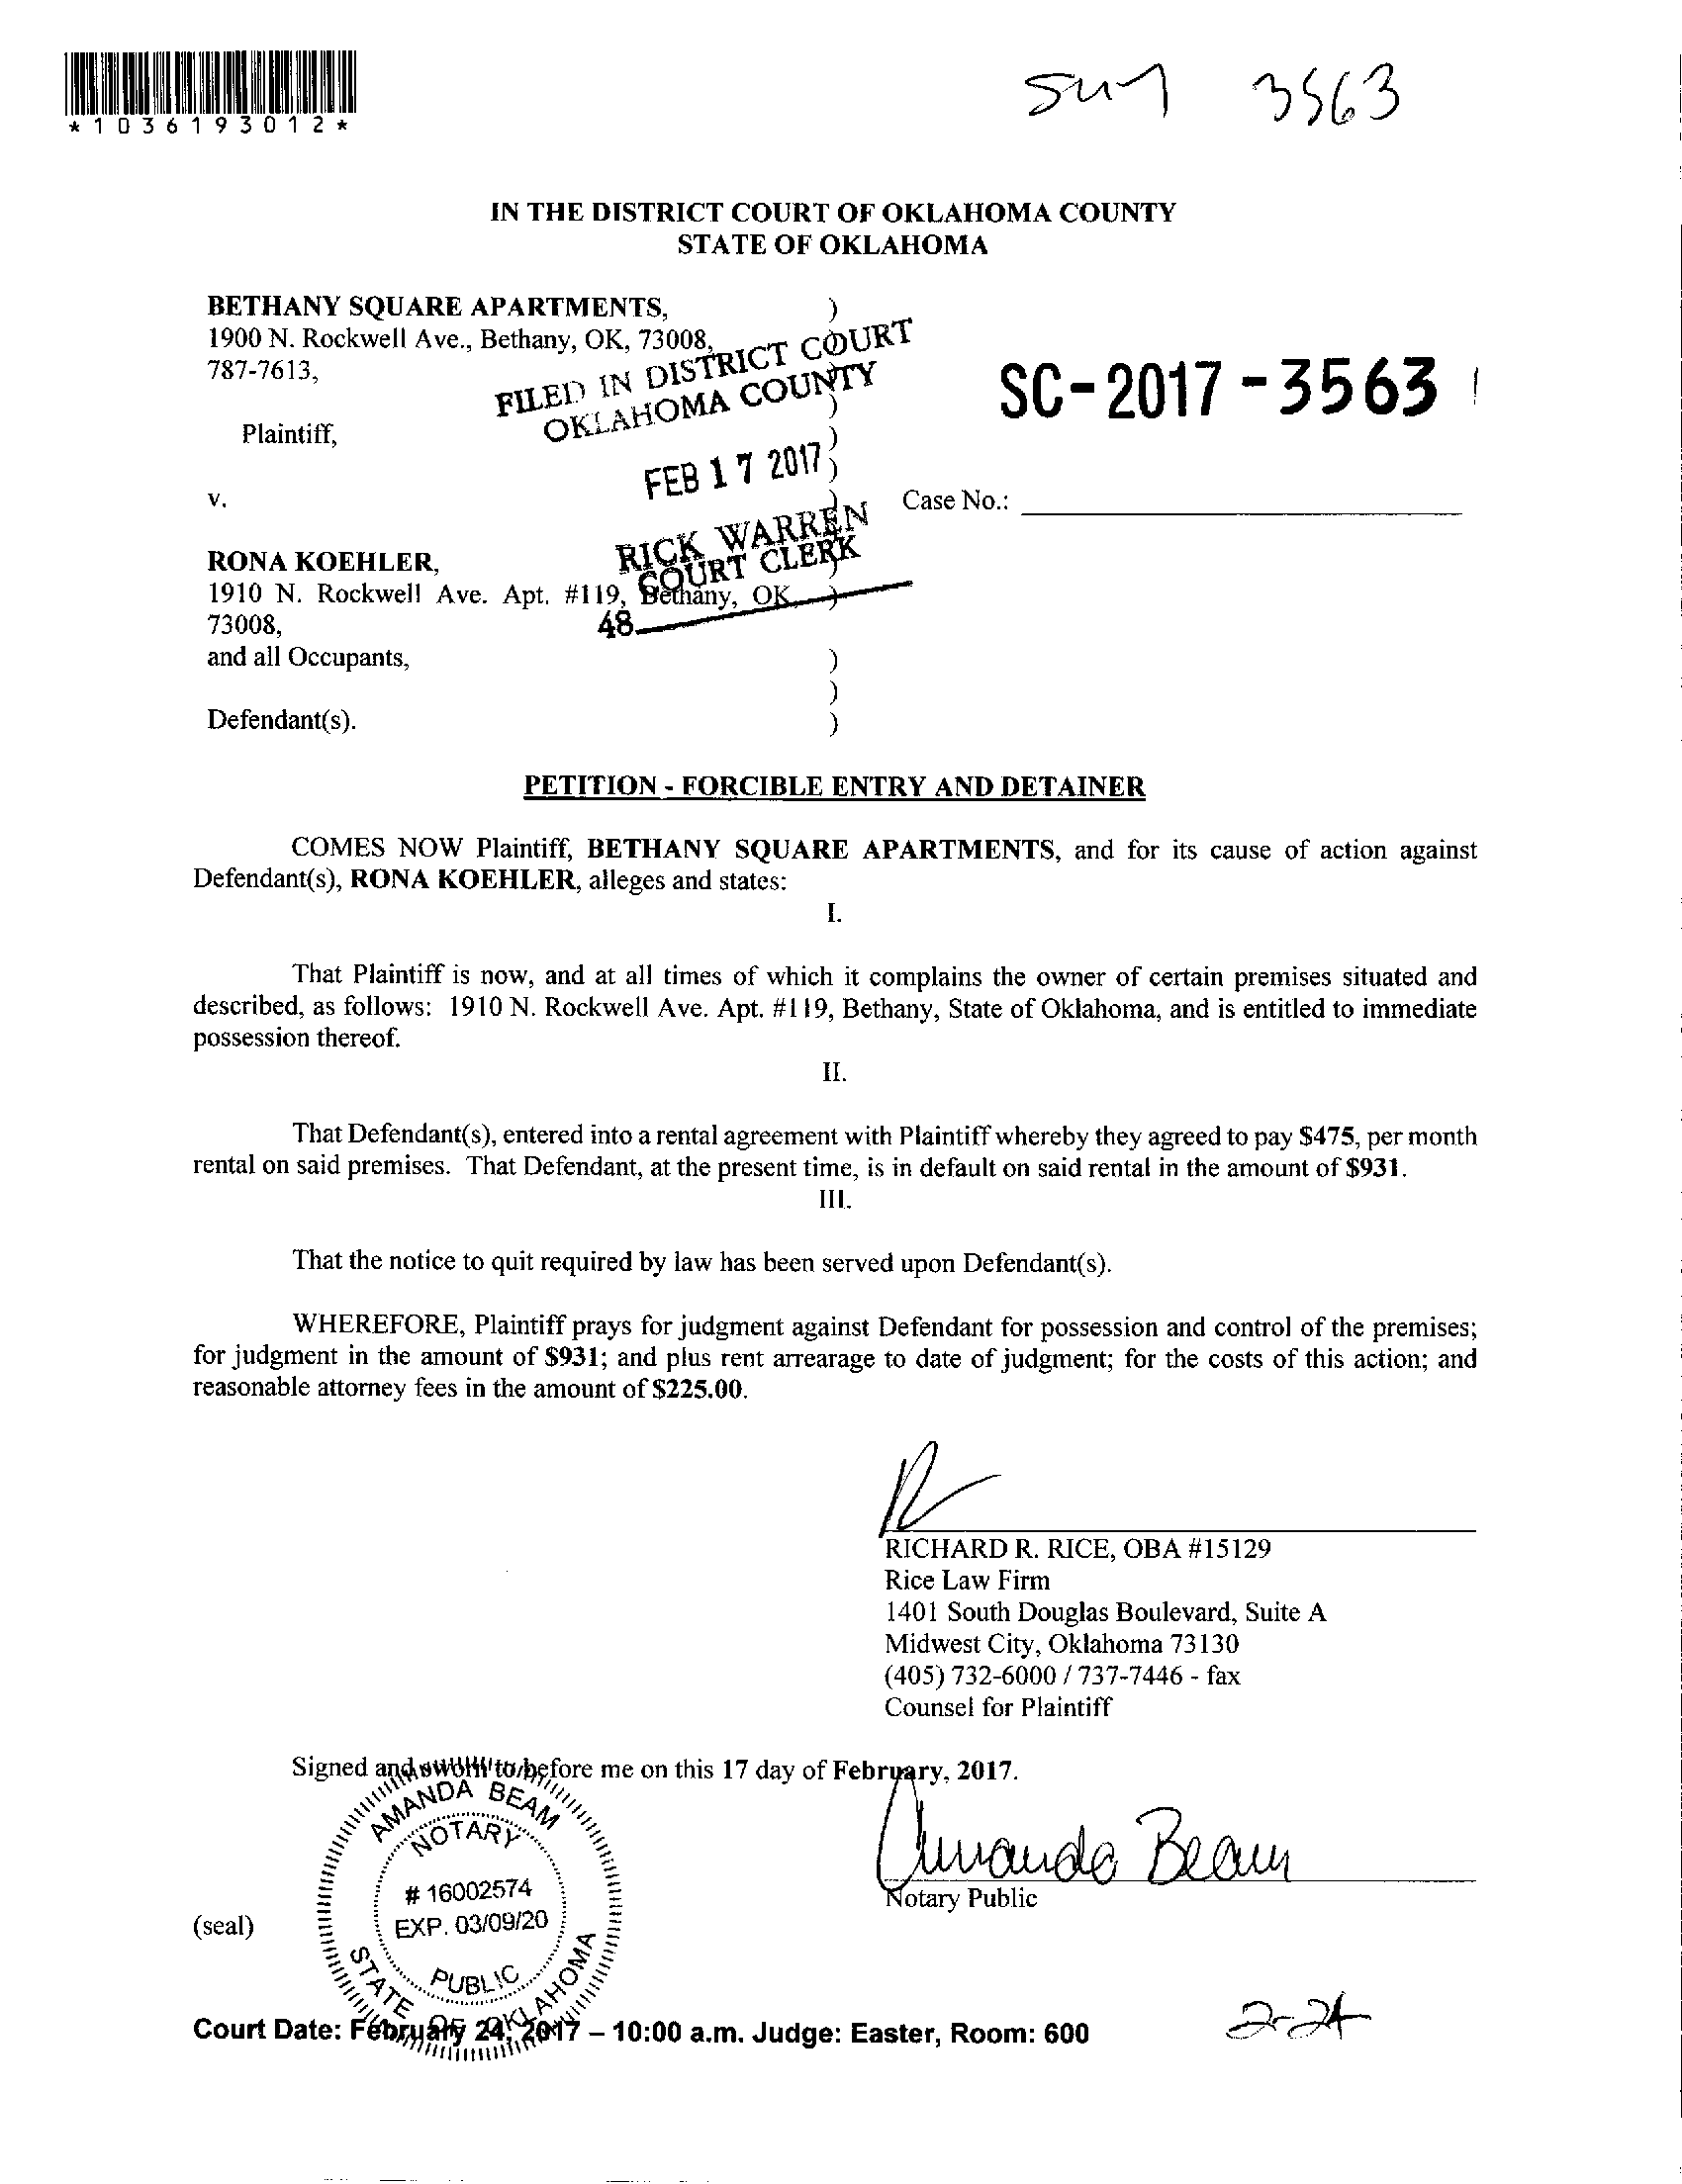 *1036193012*
3563
IN THE DISTRICT COURT OF OKLAHOMA COUNTY
STATE OF OKLAHOMA
BETHANY SQUARE APARTMENTS, )
1900 N. Rockwell Ave., Bethany, OK, 73008,
787-7613,
FILED IN DISTRICT COURT
OKLAHOMA COUNTY
SC-2017-3563
Plaintiff, )
FEB 17 2017 )
v. )
Case No.:
RICK WARREN
COURT CLERK
RONA KOEHLER,
1910 N. Rockwell Ave. Apt. #119, Bethany, OK )
73008,
48
and all Occupants, )
)
Defendant(s). )
PETITION - FORCIBLE ENTRY AND DETAINER
COMES NOW Plaintiff, BETHANY SQUARE APARTMENTS, and for its cause of action against
Defendant(s), RONA KOEHLER, alleges and states:
I.
That Plaintiff is now, and at all times of which it complains the owner of certain premises situated and
described, as follows: 1910 N. Rockwell Ave. Apt. #119, Bethany, State of Oklahoma, and is entitled to immediate
possession thereof.
II.
That Defendant(s), entered into a rental agreement with Plaintiff whereby they agreed to pay $475, per month
rental on said premises. That Defendant, at the present time, is in default on said rental in the amount of $931.
III.
That the notice to quit required by law has been served upon Defendant(s).
WHEREFORE, Plaintiff prays for judgment against Defendant for possession and control of the premises;
for judgment in the amount of $931; and plus rent arrearage to date of judgment; for the costs of this action; and
reasonable attorney fees in the amount of $225.00.
RICHARD R. RICE, OBA #15129
Rice Law Firm
1401 South Douglas Boulevard, Suite A
Midwest City, Oklahoma 73130
(405) 732-6000 / 737-7446 - fax
Counsel for Plaintiff
Signed and sworn to before me on this 17 day of February, 2017.
AMANDA BEAM
NOTARY
# 16002574
EXP. 03/09/20
PUBLIC
STATE OF OKLAHOMA
Amanda Beam
Notary Public
(seal)
Court Date: February 24, 2017 – 10:00 a.m. Judge: Easter, Room: 600
2-24